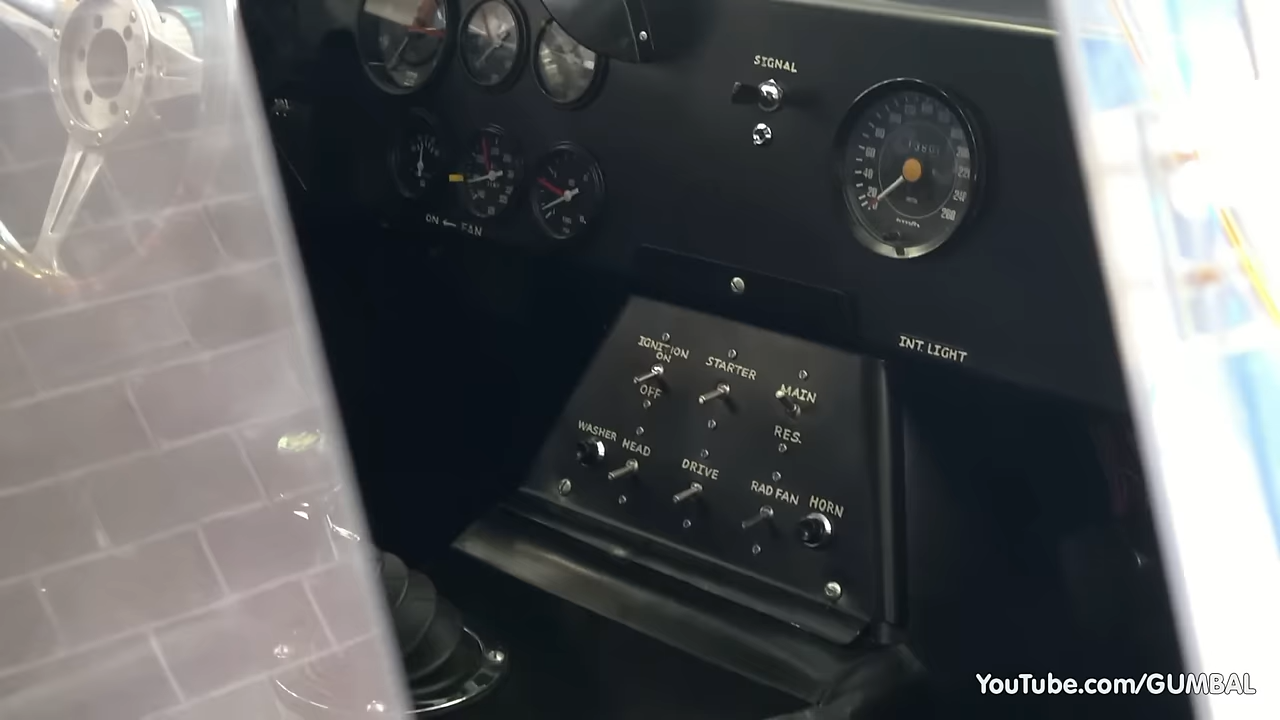 SIGNAL
ON ← FAN
INT. LIGHT
IGNITION
ON
OFF
STARTER
MAIN
RES.
WASHER
HEAD
DRIVE
RAD FAN
HORN
YouTube.com/GUMBAL